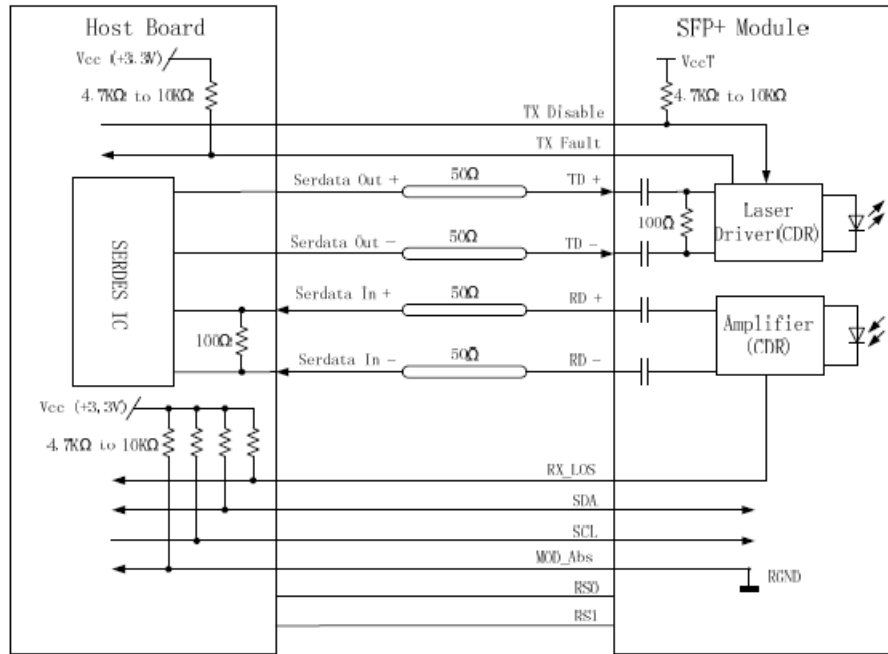 Host Board
SFP+ Module
Vcc (+3.3V)
VccT
4.7KΩ to 10KΩ
4.7KΩ to 10KΩ
TX Disable
TX Fault
Serdata Out +
50Ω
TD +
100Ω
Laser
Driver(CDR)
Serdata Out -
50Ω
TD -
SERDES IC
Serdata In +
50Ω
RD +
100Ω
Amplifier
(CDR)
Serdata In -
50Ω
RD -
Vcc (+3,3V)
4.7KΩ to 10KΩ
RX_LOS
SDA
SCL
MOD_Abs
RGND
RS0
RS1